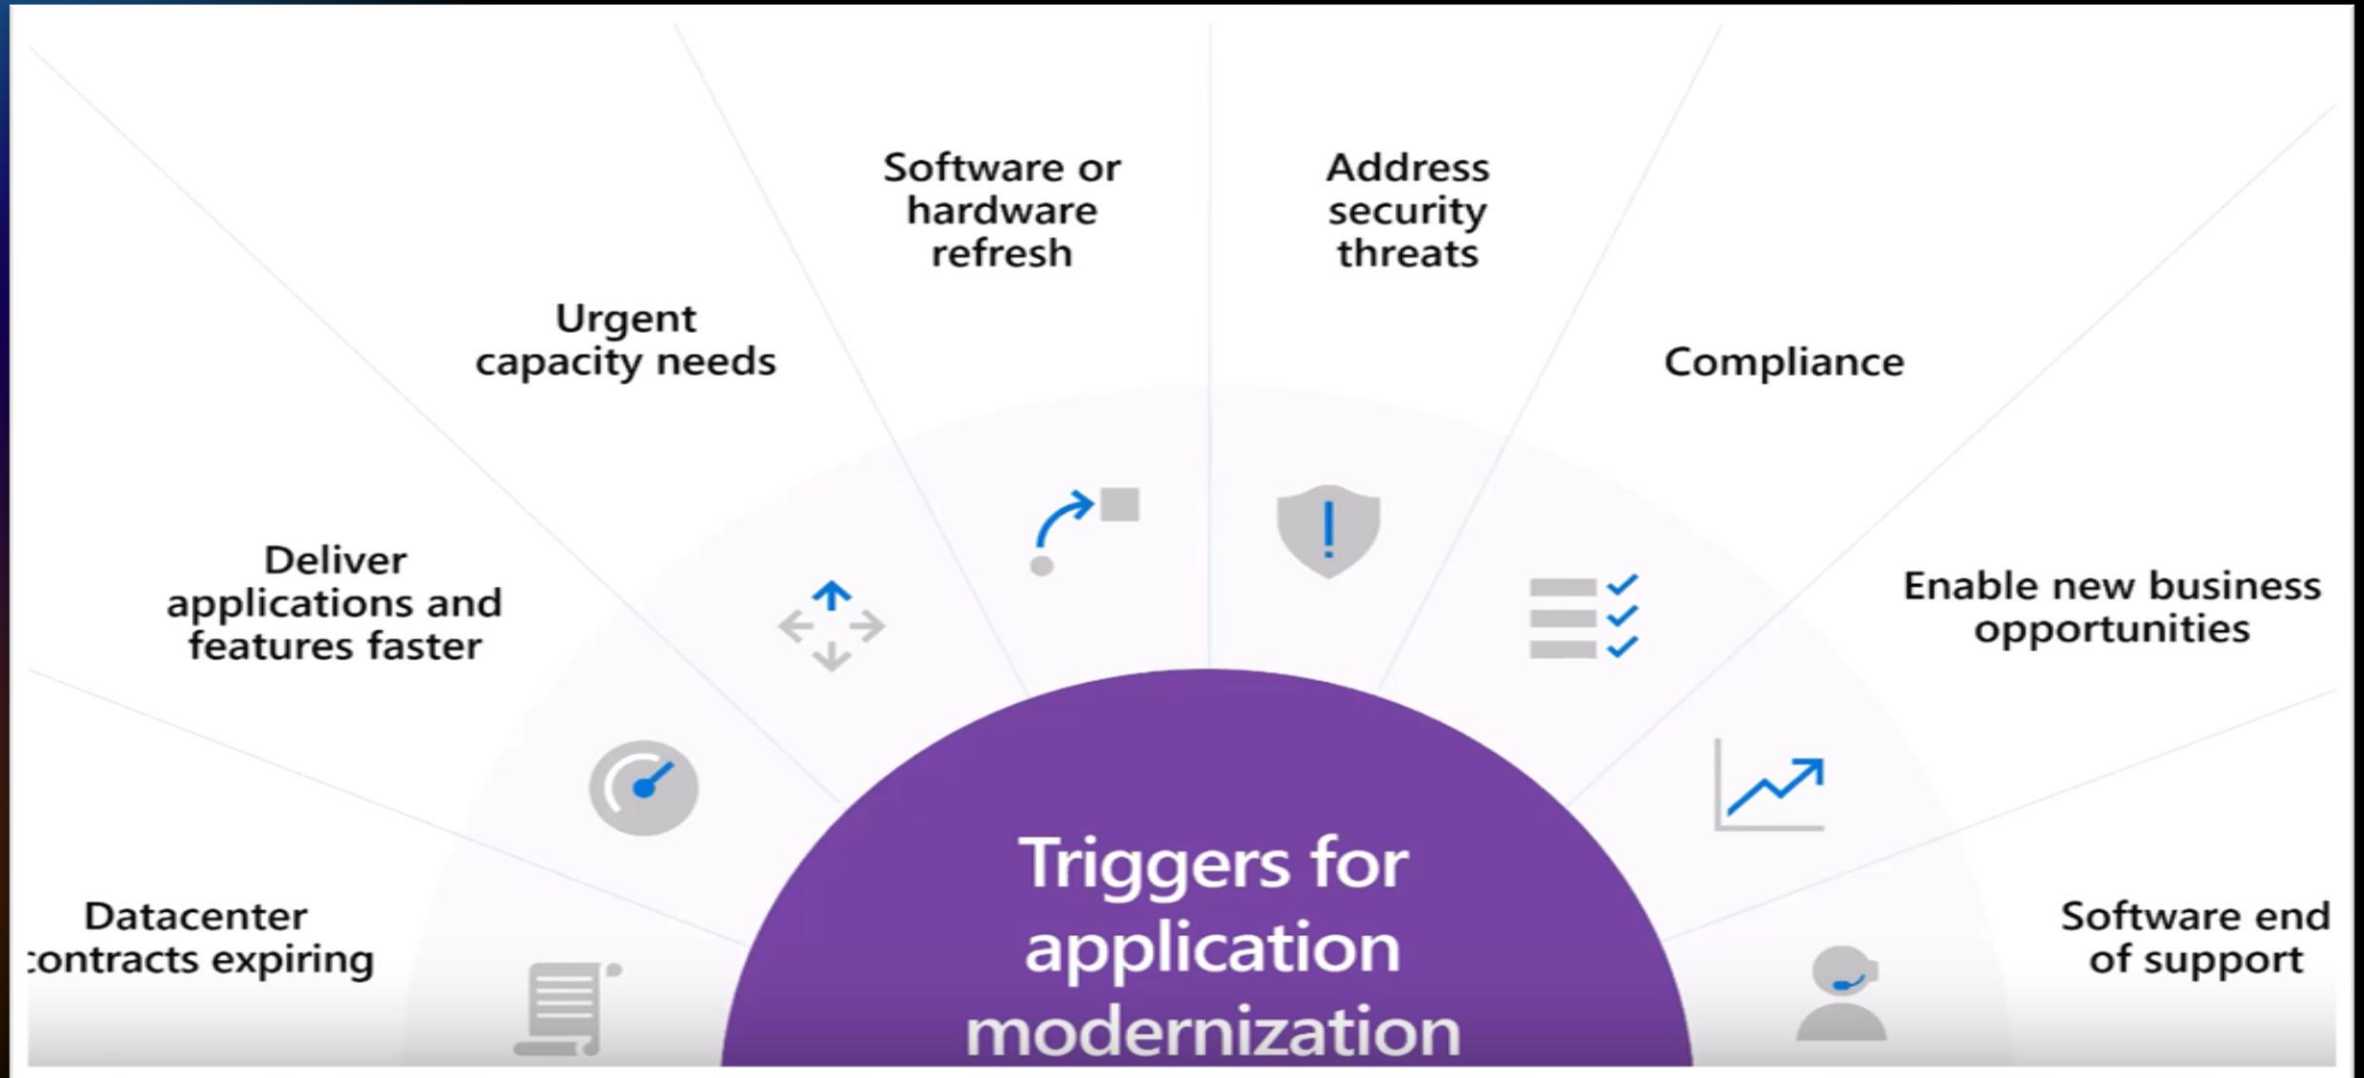 Software or
hardware
refresh
Address
security
threats
Urgent
capacity needs
Compliance
Deliver
applications and
features faster
Enable new business
opportunities
Datacenter
contracts expiring
Software end
of support
Triggers for
application
modernization